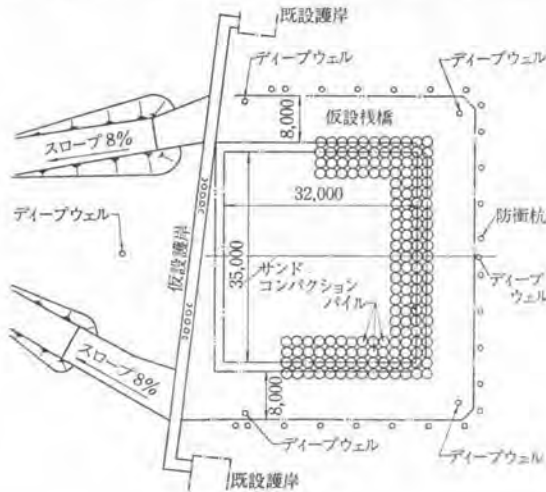 既設護岸
ディープウェル
ディープウェル
仮設桟橋
8,000
スロープ 8%
32,000
ディープウェル
防衝杭
仮設護岸
35,000
サンド
コンパクション
パイル
ディープ
ウェル
スロープ 8%
8,000
ディープウェル
ディープウェル
既設護岸